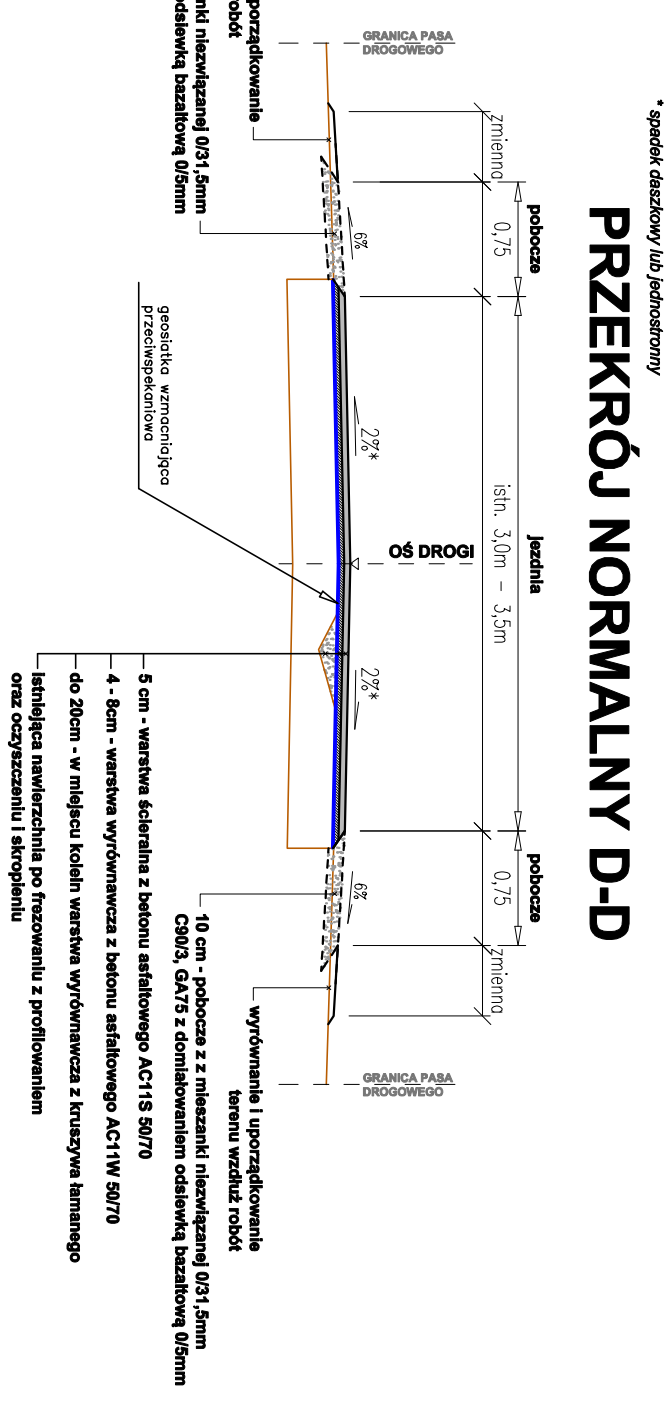 * spadek daszkowy lub jednostronny
PRZEKRÓJ NORMALNY D-D
pobocze
jezdnia
pobocze
zmienna
0,75
istn. 3,0m - 3,5m
0,75
zmienna
GRANICA PASA
DROGOWEGO
OŚ DROGI
GRANICA PASA
DROGOWEGO
6%
2%*
2%*
6%
porządkowanie
robót
nki niezwiązanej 0/31,5mm
odsiewką bazaltową 0/5mm
geosiatka wzmacniająca
przeciwspękaniowa
wyrównanie i uporządkowanie
terenu wzdłuż robót
10 cm - pobocze z z mieszanki niezwiązanej 0/31,5mm
C90/3, GA75 z domiałowaniem odsiewką bazaltową 0/5mm
5 cm - warstwa ścieralna z betonu asfaltowego AC11S 50/70
4 - 8cm - warstwa wyrównawcza z betonu asfaltowego AC11W 50/70
do 20cm - w miejscu kolein warstwa wyrównawcza z kruszywa łamanego
istniejąca nawierzchnia po frezowaniu z profilowaniem
oraz oczyszczeniu i skropieniu